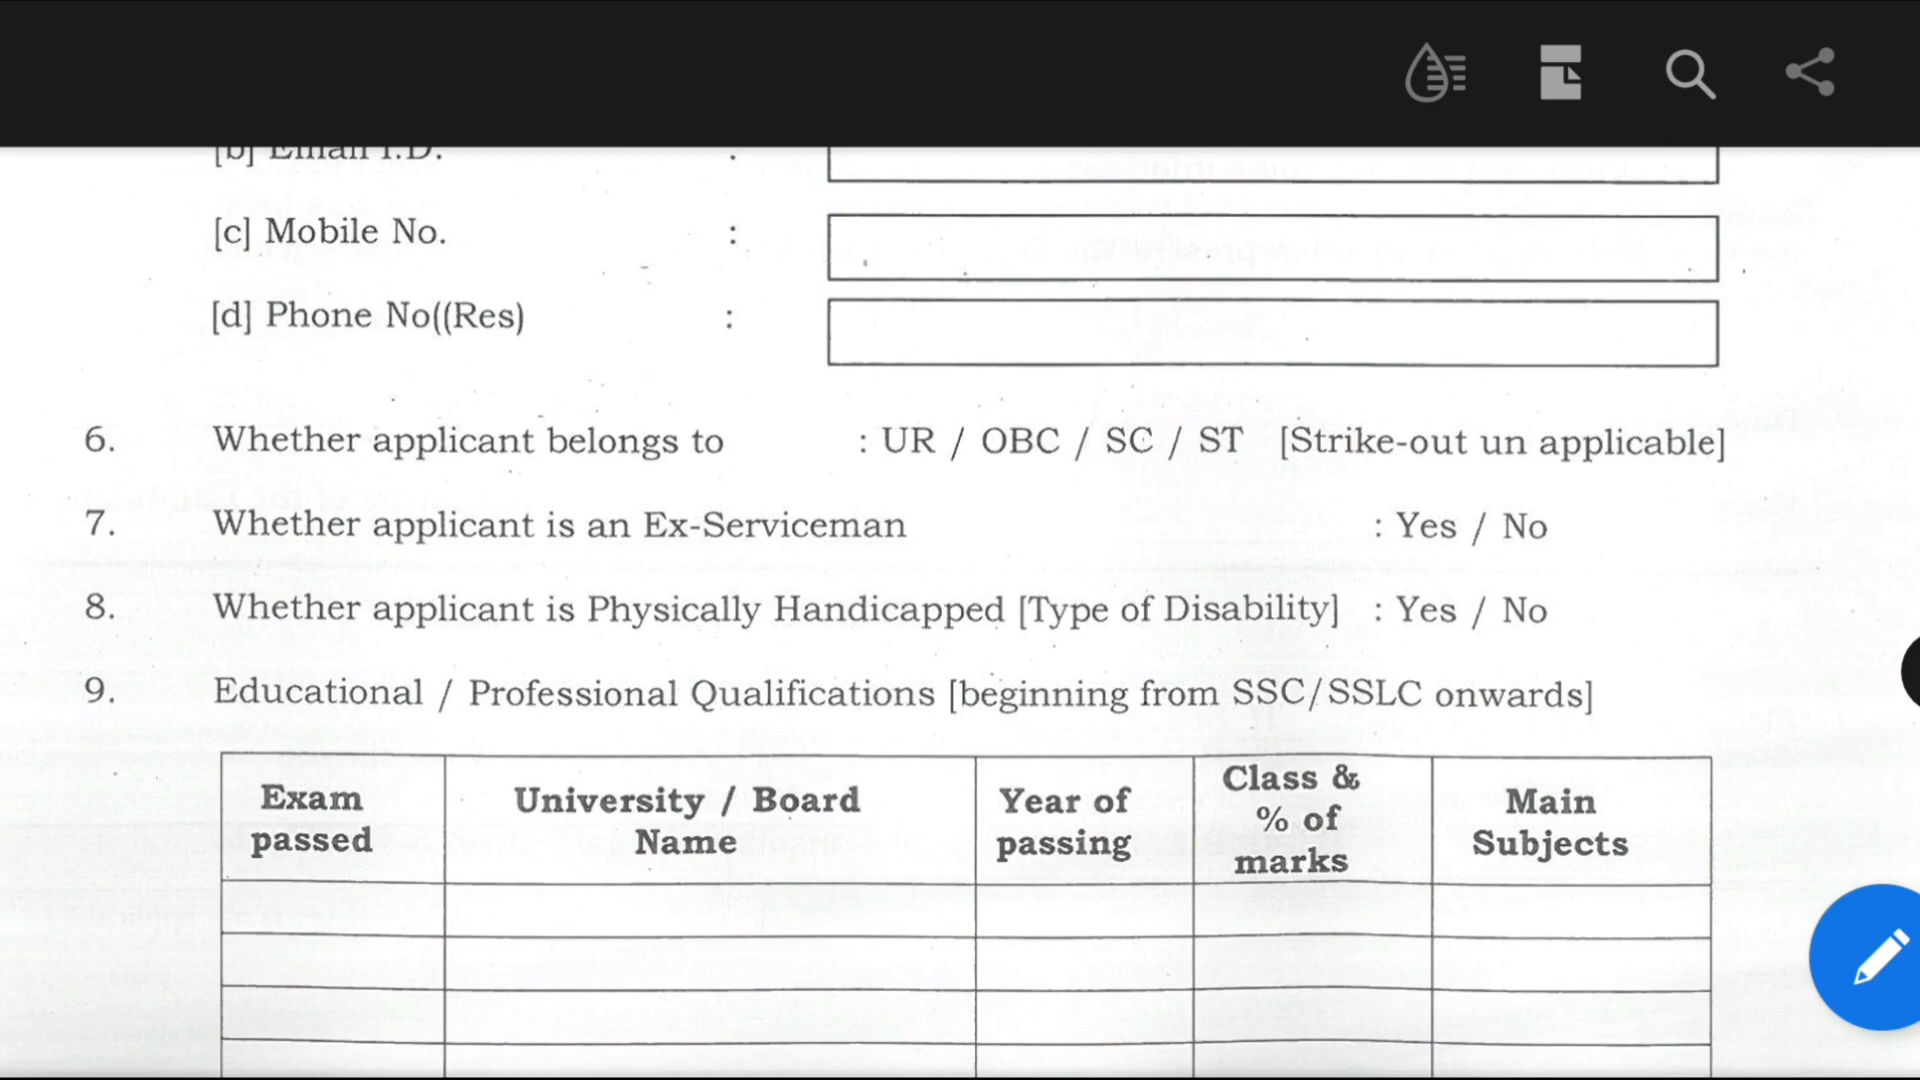 [b] Email I.D. :
[c] Mobile No. :
[d] Phone No((Res) :
6. Whether applicant belongs to : UR / OBC / SC / ST [Strike-out un applicable]
7. Whether applicant is an Ex-Serviceman : Yes / No
8. Whether applicant is Physically Handicapped [Type of Disability] : Yes / No
9. Educational / Professional Qualifications [beginning from SSC/SSLC onwards]
Exam passed
University / Board Name
Year of passing
Class & % of marks
Main Subjects